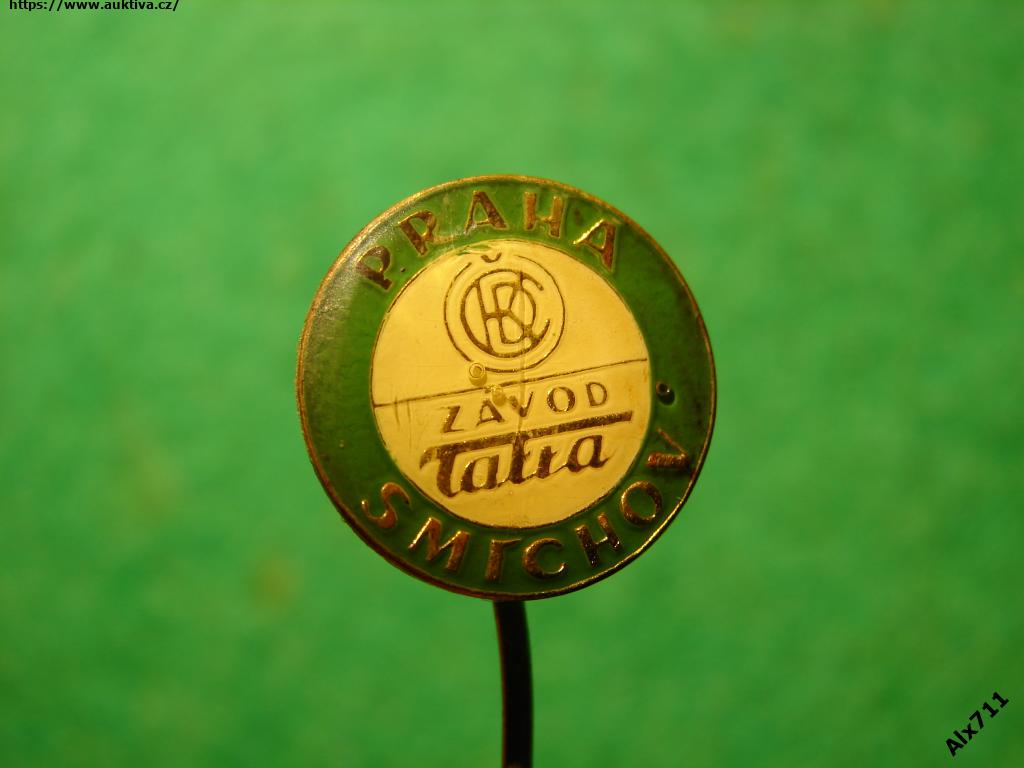 https://www.auktiva.cz/
PRAHA
ČKD
ZÁVOD
Tatra
SMÍCHOV
Alx711